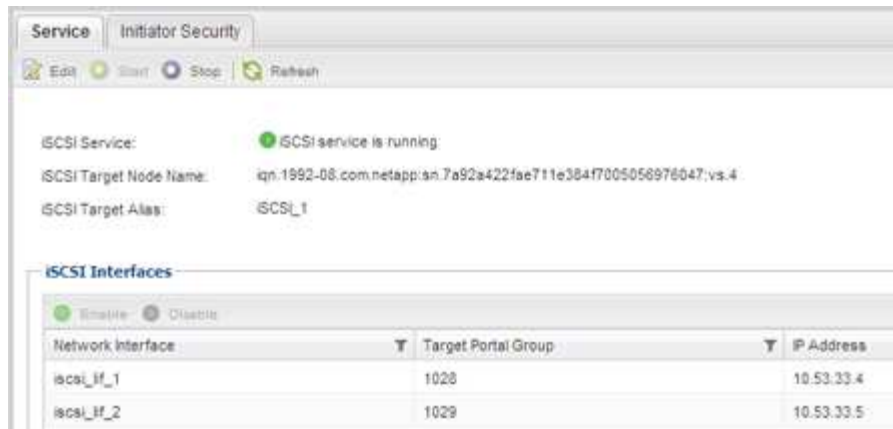 Service Initiator Security
Edit Start Stop Refresh
iSCSI Service: iSCSI service is running
iSCSI Target Node Name: iqn.1992-08.com.netapp:sn.7a92a422fae711e384f7005056976047:vs.4
iSCSI Target Alias: iSCSI_1
iSCSI Interfaces
Enable Disable
Network Interface Target Portal Group IP Address
iscsi_lif_1 1028 10.53.33.4
iscsi_lif_2 1029 10.53.33.5